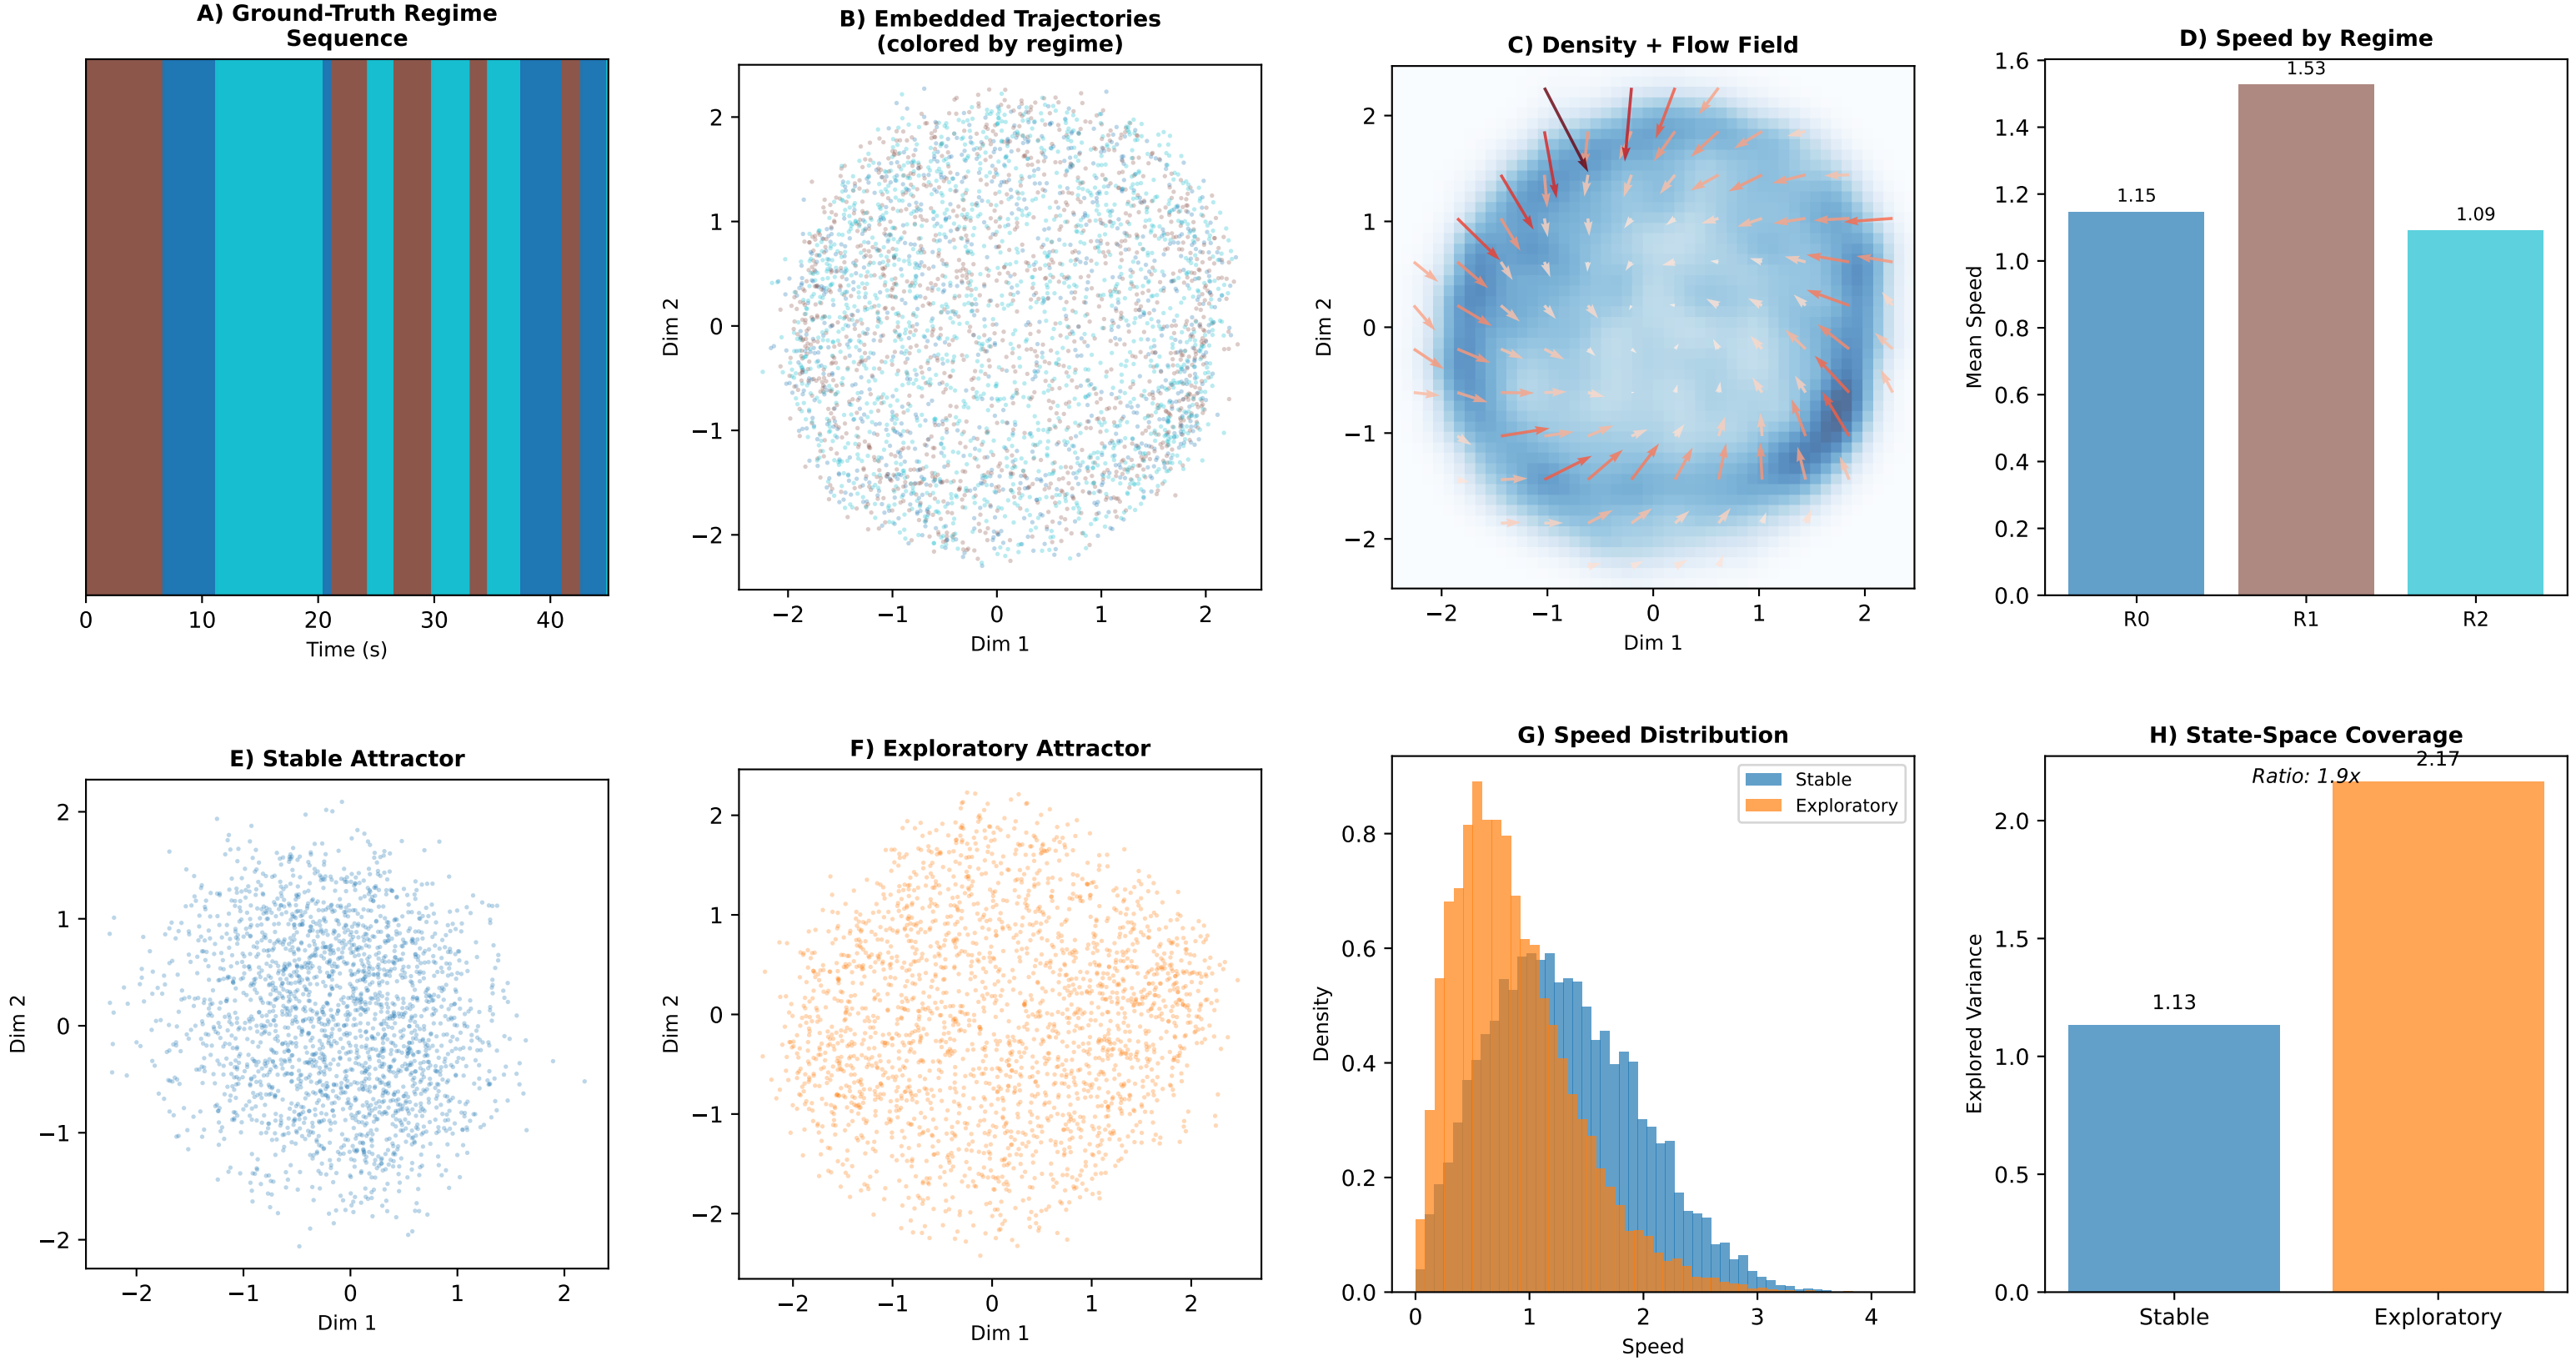 A) Ground-Truth Regime
Sequence
0 10 20 30 40
Time (s)
B) Embedded Trajectories
(colored by regime)
2
1
0
−1
−2
Dim 2
−2 −1 0 1 2
Dim 1
C) Density + Flow Field
2
1
0
−1
−2
Dim 2
−2 −1 0 1 2
Dim 1
D) Speed by Regime
1.6
1.4
1.2
1.0
0.8
0.6
0.4
0.2
0.0
Mean Speed
1.15
1.53
1.09
R0 R1 R2
E) Stable Attractor
2
1
0
−1
−2
Dim 2
−2 −1 0 1 2
Dim 1
F) Exploratory Attractor
2
1
0
−1
−2
Dim 2
−2 −1 0 1 2
Dim 1
G) Speed Distribution
Stable
Exploratory
0.8
0.6
0.4
0.2
0.0
Density
0 1 2 3 4
Speed
H) State-Space Coverage
2.17
Ratio: 1.9x
1.13
2.0
1.5
1.0
0.5
0.0
Explored Variance
Stable Exploratory